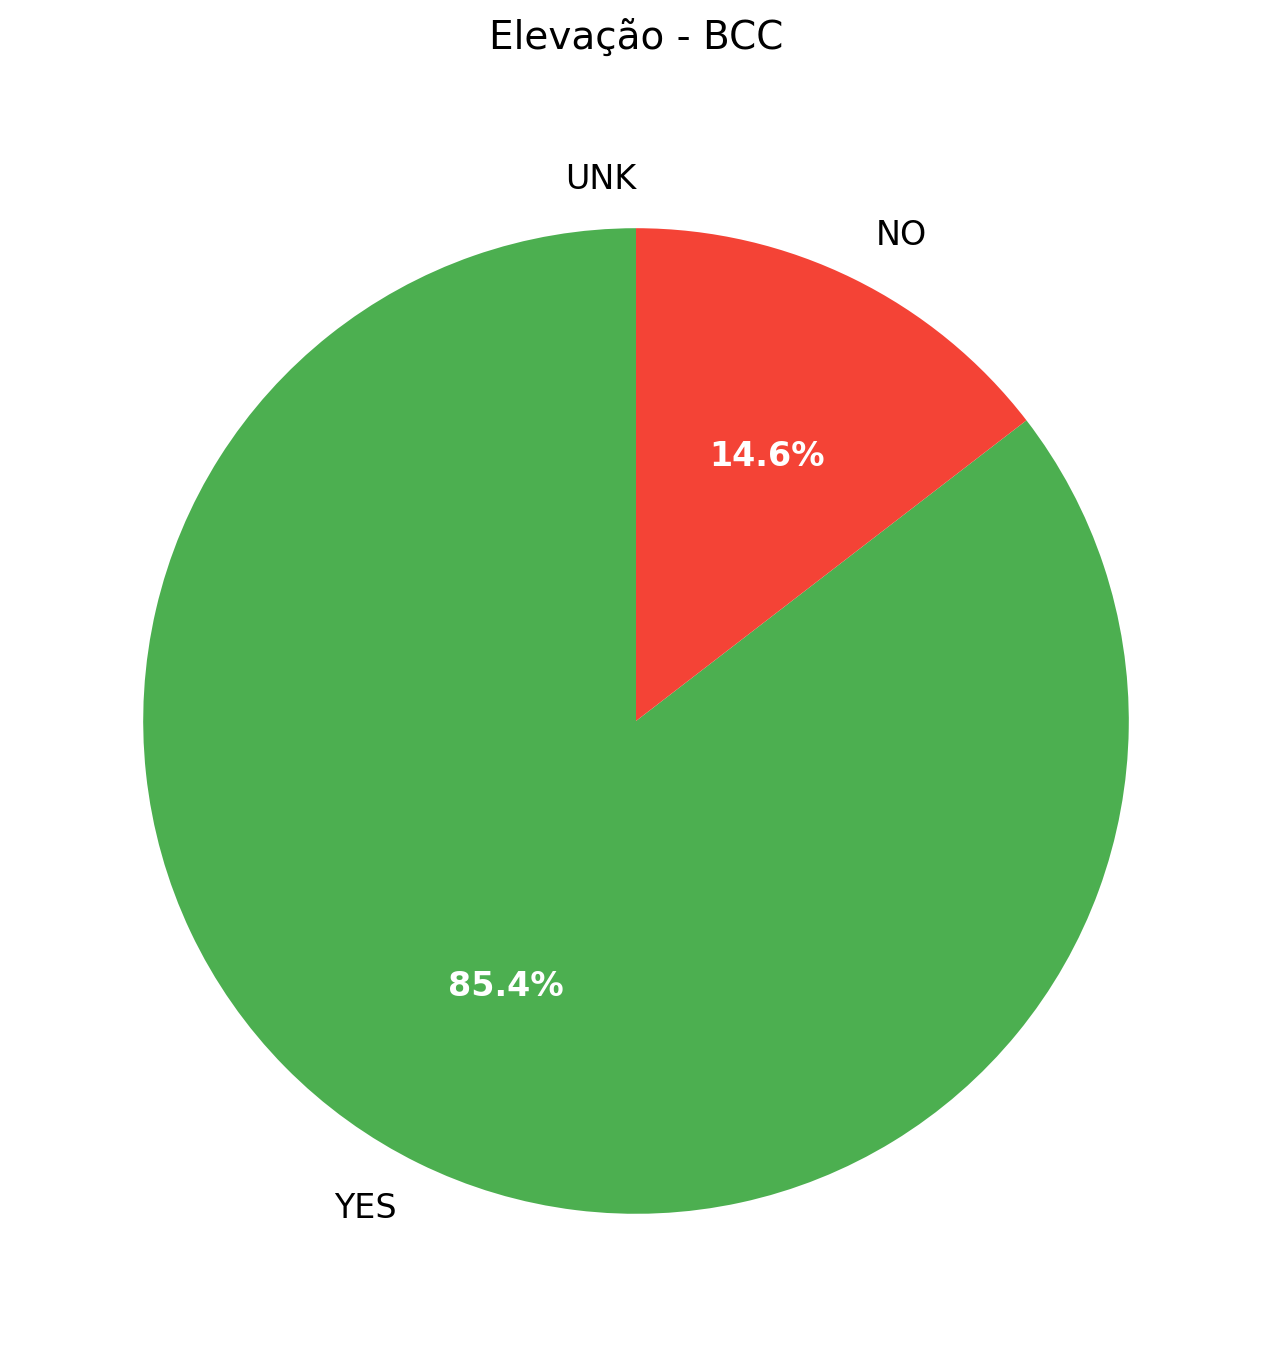 Elevação - BCC
UNK
NO
14.6%
85.4%
YES